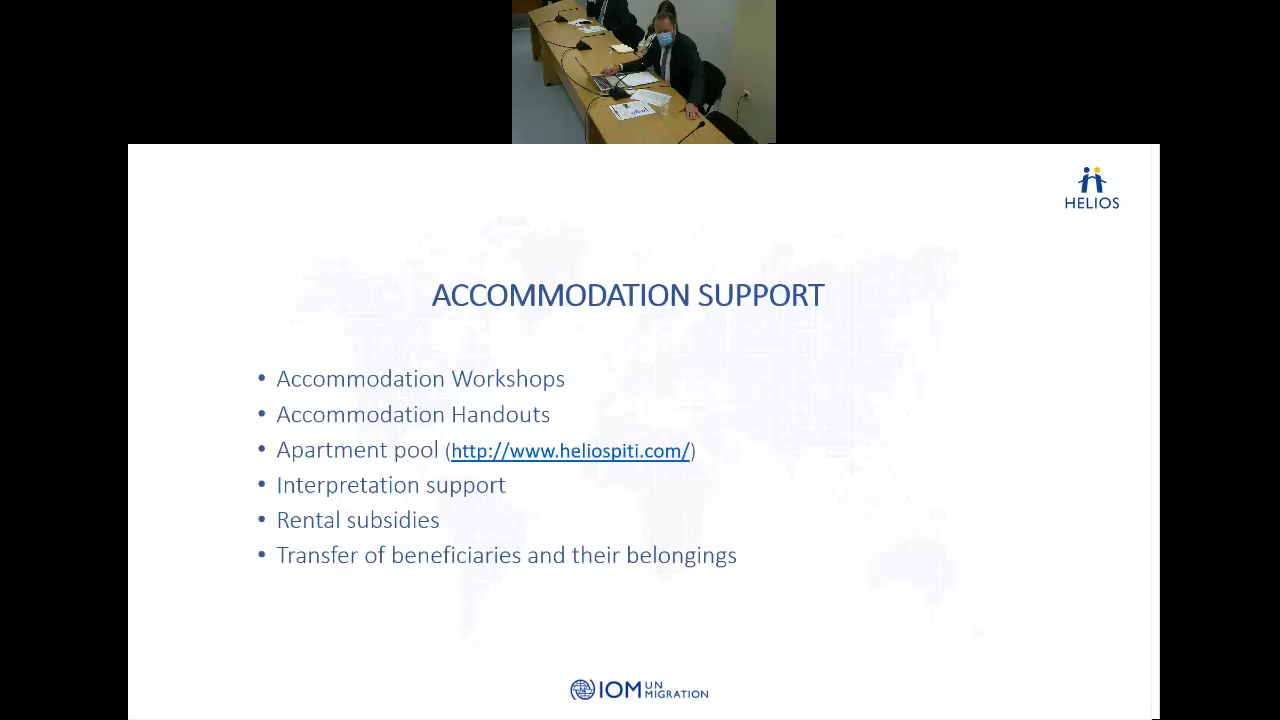 HELIOS
ACCOMMODATION SUPPORT
• Accommodation Workshops
• Accommodation Handouts
• Apartment pool (http://www.heliospiti.com/)
• Interpretation support
• Rental subsidies
• Transfer of beneficiaries and their belongings
IOM UN MIGRATION